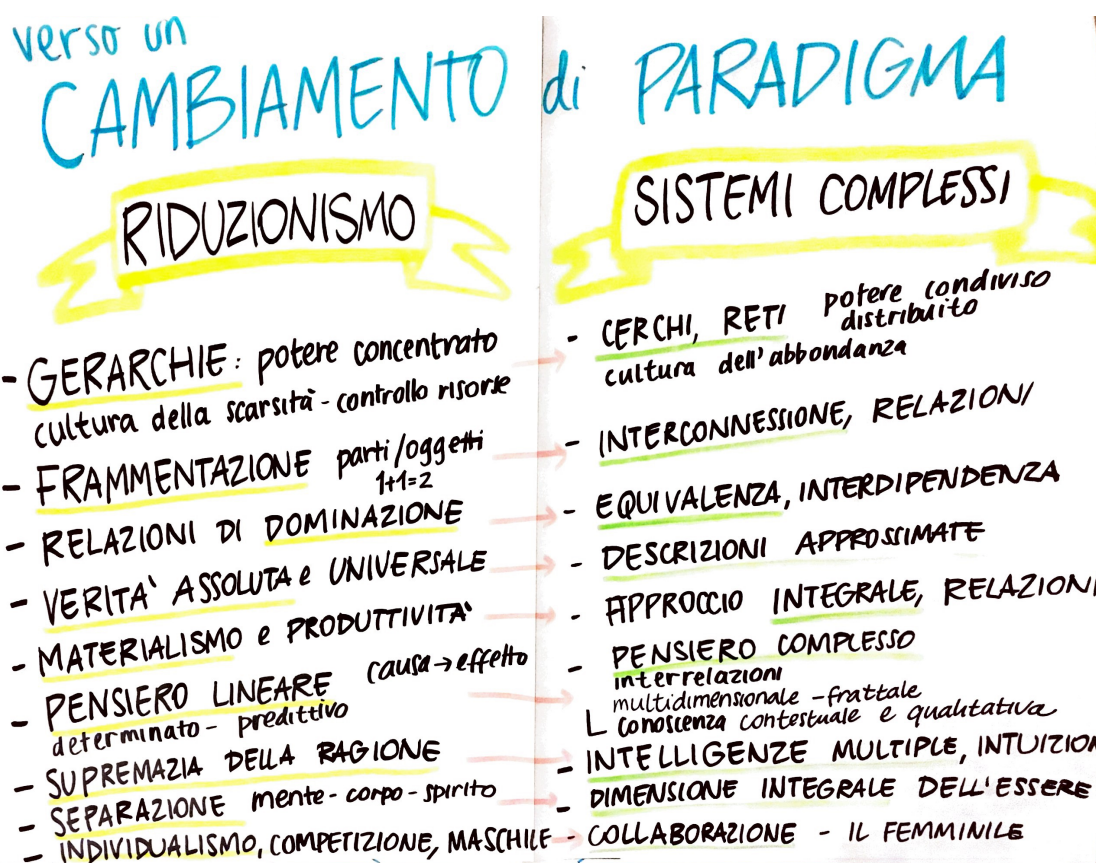 verso un
CAMBIAMENTO di PARADIGMA
RIDUZIONISMO
- GERARCHIE: potere concentrato
cultura della scarsità - controllo risorse
- FRAMMENTAZIONE parti/oggetti
1+1=2
- RELAZIONI DI DOMINAZIONE
- VERITA' ASSOLUTA e UNIVERSALE
- MATERIALISMO e PRODUTTIVITA'
- PENSIERO LINEARE causa→effetto
determinato - predittivo
- SUPREMAZIA DELLA RAGIONE
- SEPARAZIONE mente - corpo - spirito
- INDIVIDUALISMO, COMPETIZIONE, MASCHILE
SISTEMI COMPLESSI
- CERCHI, RETI potere condiviso
distribuito
cultura dell'abbondanza
- INTERCONNESSIONE, RELAZIONI
- EQUIVALENZA, INTERDIPENDENZA
- DESCRIZIONI APPROSSIMATE
- APPROCCIO INTEGRALE, RELAZIONI
- PENSIERO COMPLESSO
interrelazioni
multidimensionale - frattale
L conoscenza contestuale e qualitativa
- INTELLIGENZE MULTIPLE, INTUIZION
- DIMENSIONE INTEGRALE DELL'ESSERE
- COLLABORAZIONE - IL FEMMINILE